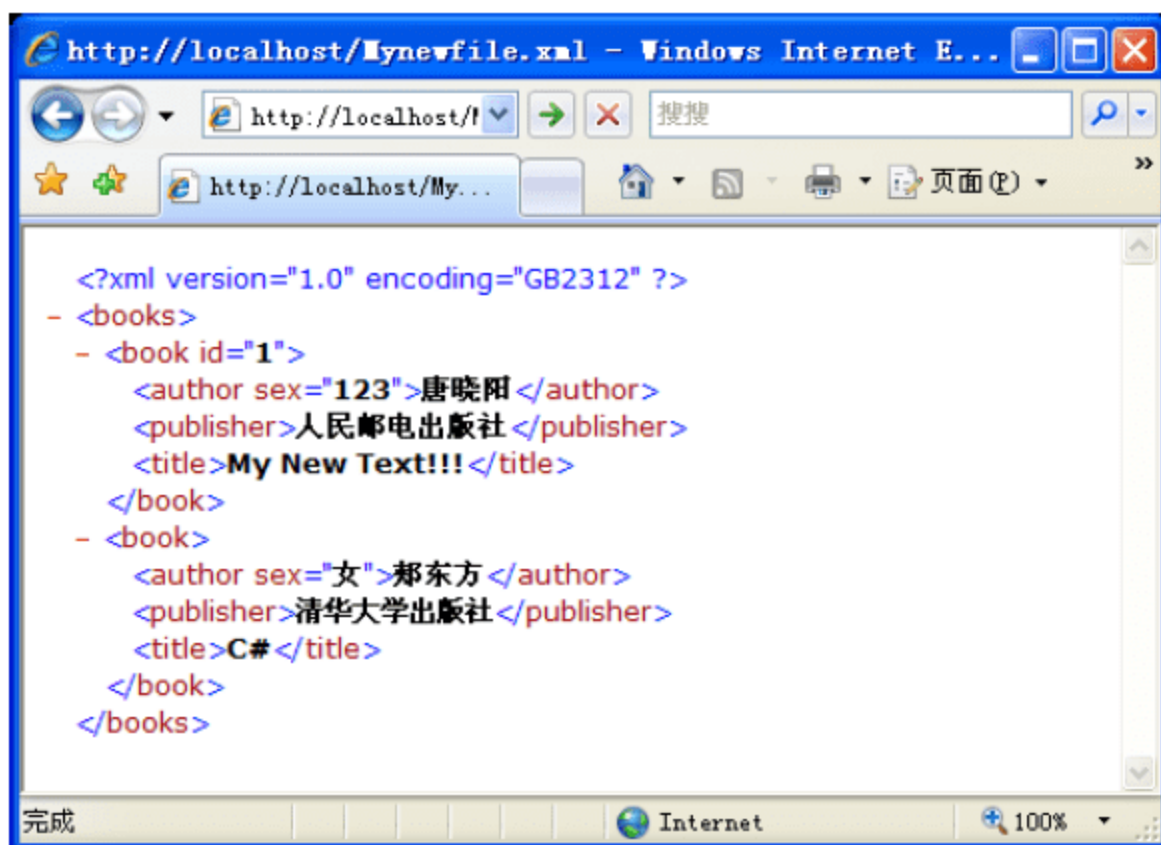 http://localhost/Mynewfile.xml - Windows Internet E...
http://localhost/M 搜搜
http://localhost/My... 页面(P) »
<?xml version="1.0" encoding="GB2312" ?>
- <books>
- <book id="1">
<author sex="123">唐晓阳</author>
<publisher>人民邮电出版社</publisher>
<title>My New Text!!!</title>
</book>
- <book>
<author sex="女">郏东方</author>
<publisher>清华大学出版社</publisher>
<title>C#</title>
</book>
</books>
完成 Internet 100%